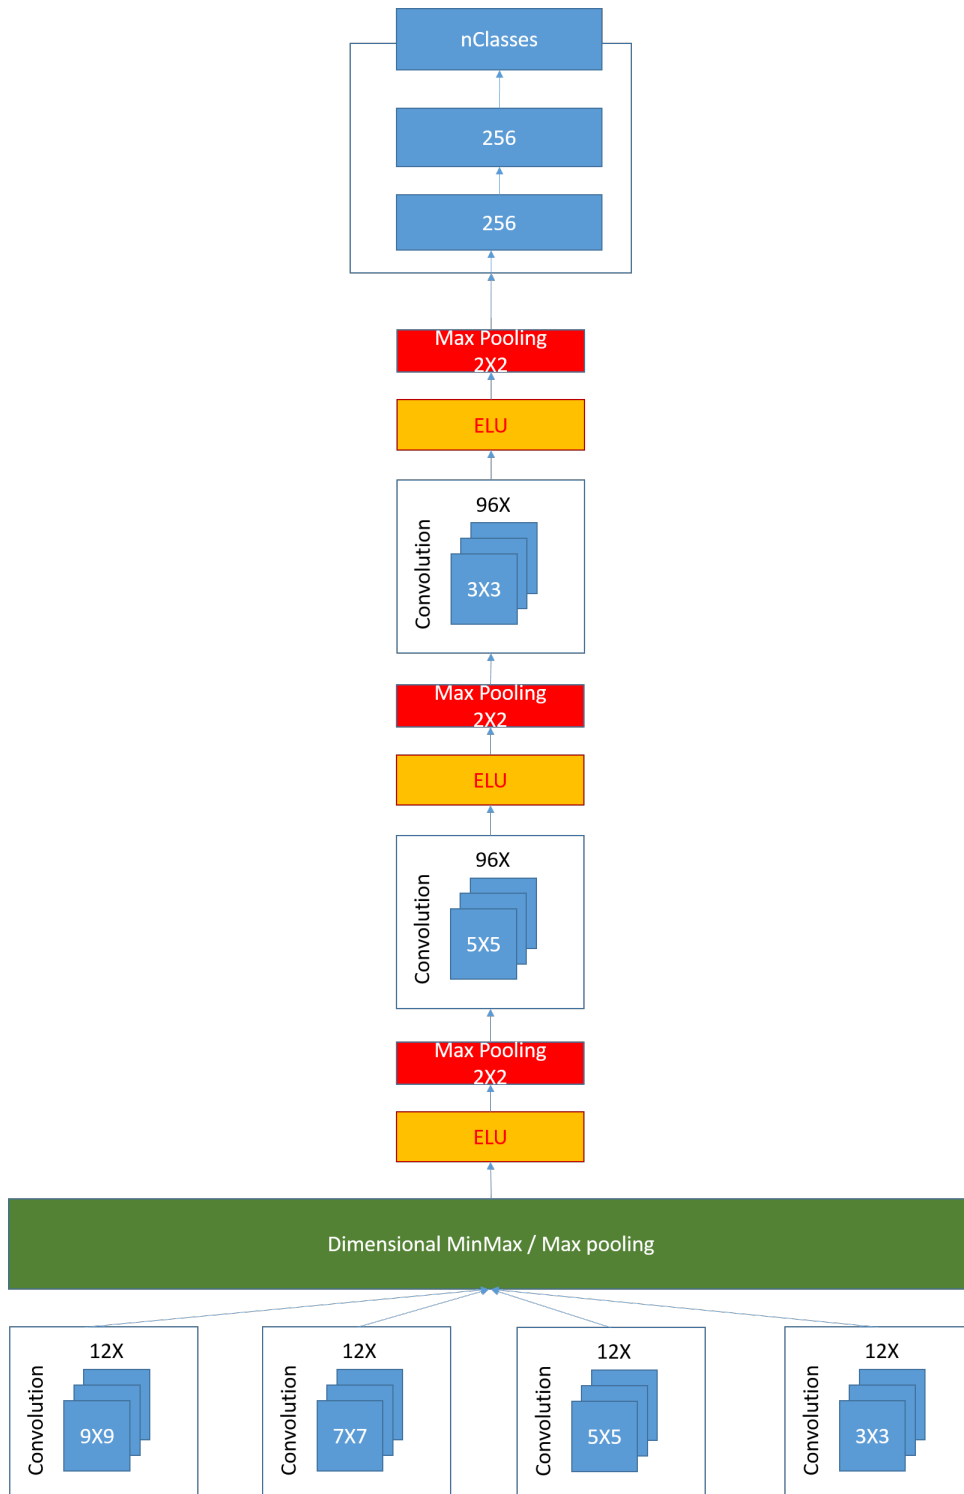 nClasses
256
256
Max Pooling
2X2
ELU
96X
Convolution
3X3
Max Pooling
2X2
ELU
96X
Convolution
5X5
Max Pooling
2X2
ELU
Dimensional MinMax / Max pooling
12X
Convolution
9X9
12X
Convolution
7X7
12X
Convolution
5X5
12X
Convolution
3X3